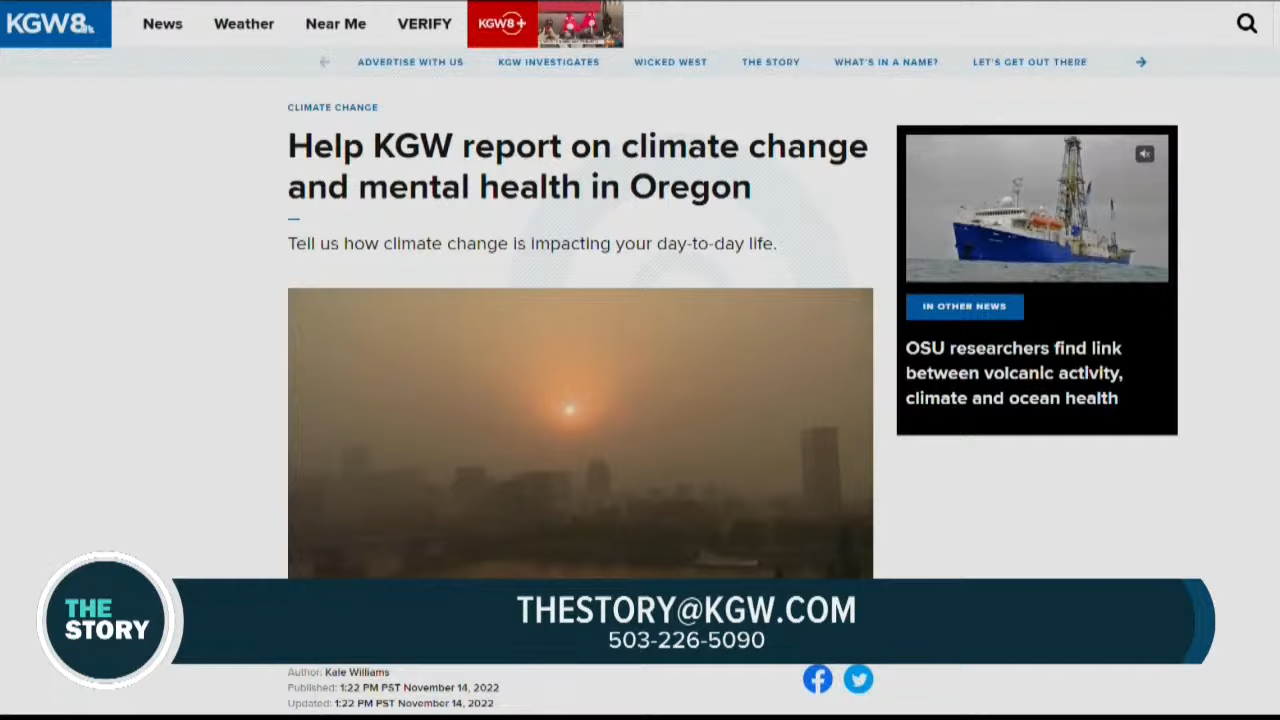 KGW8
News
Weather
Near Me
VERIFY
KGW8+
ADVERTISE WITH US
KGW INVESTIGATES
WICKED WEST
THE STORY
WHAT'S IN A NAME?
LET'S GET OUT THERE
CLIMATE CHANGE
Help KGW report on climate change
and mental health in Oregon
Tell us how climate change is impacting your day-to-day life.
IN OTHER NEWS
OSU researchers find link
between volcanic activity,
climate and ocean health
THE
STORY
THESTORY@KGW.COM
503-226-5090
Author: Kale Williams
Published: 1:22 PM PST November 14, 2022
Updated: 1:22 PM PST November 14, 2022